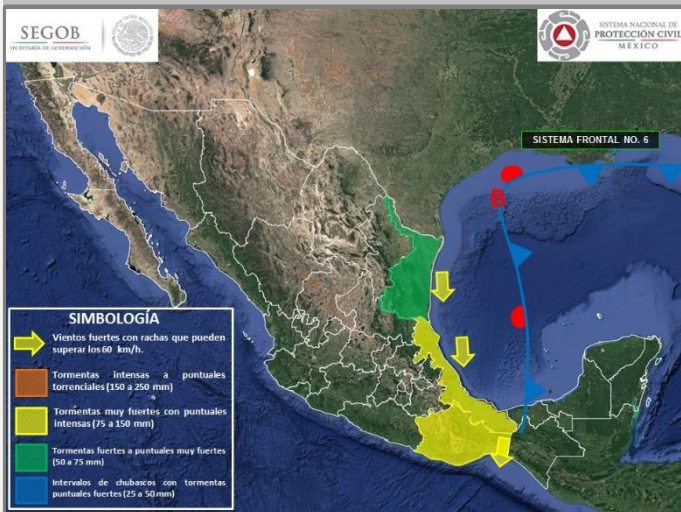 SEGOB
SECRETARÍA DE GOBERNACIÓN
SISTEMA NACIONAL DE
PROTECCIÓN CIVIL
MÉXICO
SISTEMA FRONTAL NO. 6
B
SIMBOLOGÍA
Vientos fuertes con rachas que pueden
superar los 60 km/h.
Tormentas intensas a puntuales
torrenciales (150 a 250 mm)
Tormentas muy fuertes con puntuales
intensas (75 a 150 mm)
Tormentas fuertes a puntuales muy fuertes
(50 a 75 mm)
Intervalos de chubascos con tormentas
puntuales fuertes (25 a 50 mm)